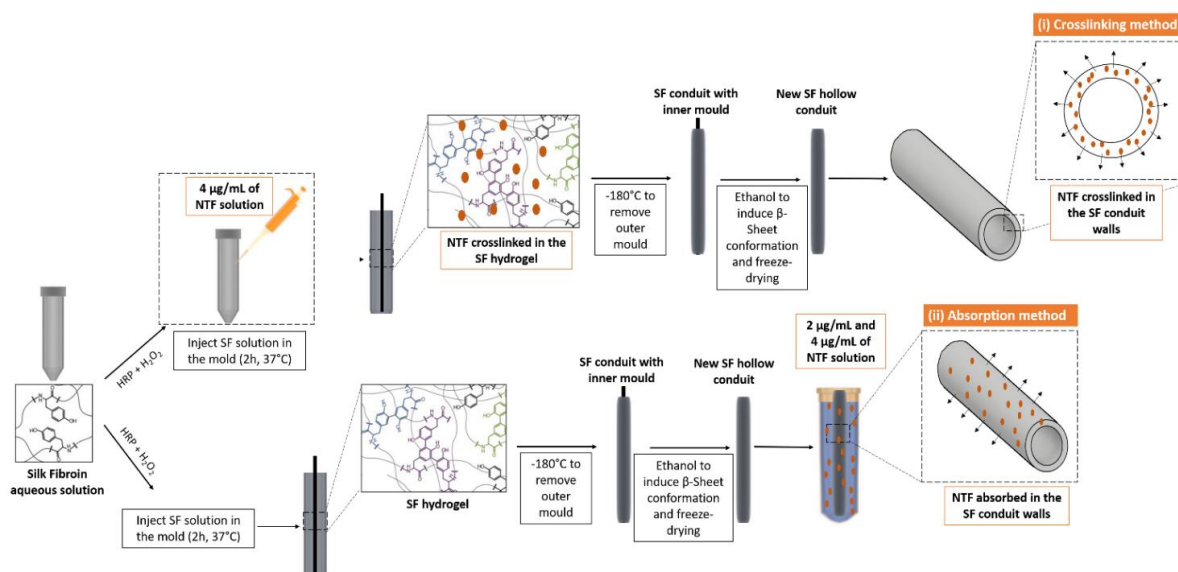 (i) Crosslinking method
4 µg/mL of
NTF solution
Inject SF solution in
the mold (2h, 37°C)
HRP + H₂O₂
NTF crosslinked in the
SF hydrogel
-180°C to
remove
outer
mould
SF conduit with
inner mould
Ethanol to
induce β-
Sheet
conformation
and freeze-
drying
New SF hollow
conduit
NTF crosslinked in
the SF conduit
walls
Silk Fibroin
aqueous solution
HRP + H₂O₂
Inject SF solution in
the mold (2h, 37°C)
SF hydrogel
-180°C to
remove
outer
mould
SF conduit with
inner mould
Ethanol to
induce β-Sheet
conformation
and freeze-
drying
New SF hollow
conduit
2 µg/mL and
4 µg/mL of
NTF solution
(ii) Absorption method
NTF absorbed in the
SF conduit walls